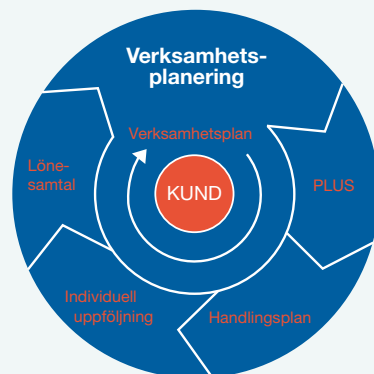 Verksamhets-
planering
Verksamhetsplan
Löne-
samtal
KUND
PLUS
Individuell
uppföljning
Handlingsplan